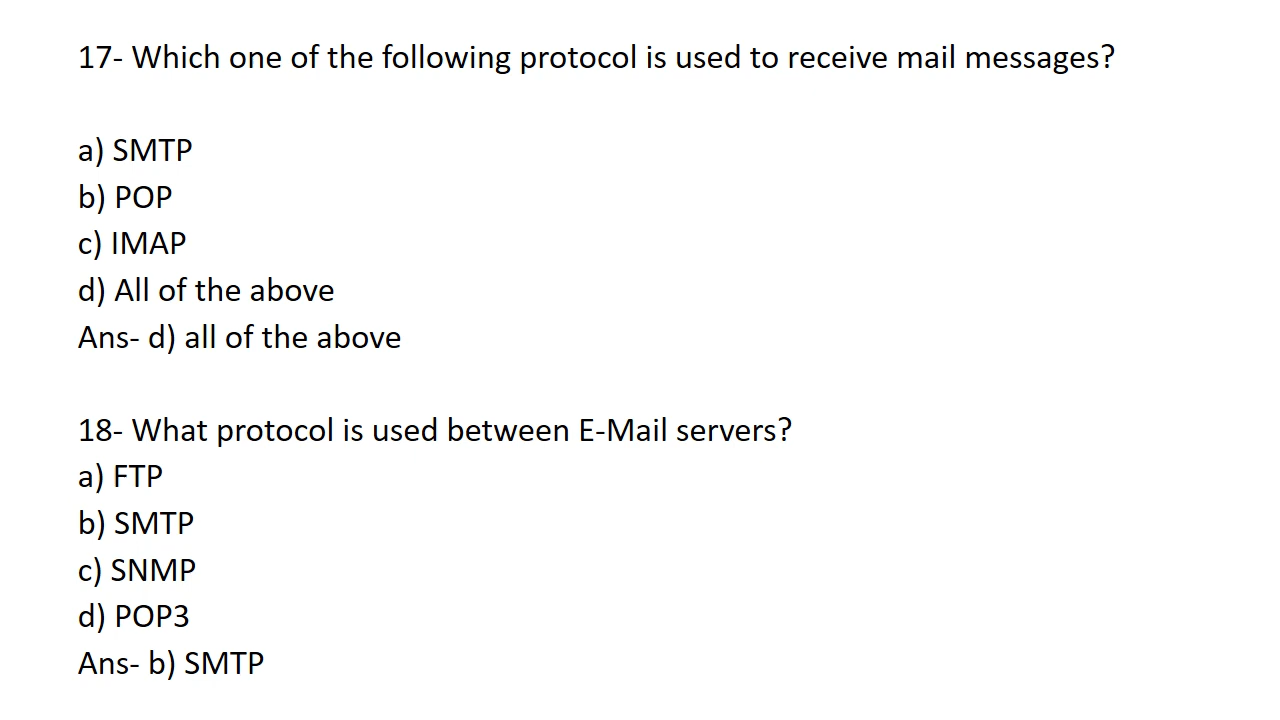 17- Which one of the following protocol is used to receive mail messages?
a) SMTP
b) POP
c) IMAP
d) All of the above
Ans- d) all of the above
18- What protocol is used between E-Mail servers?
a) FTP
b) SMTP
c) SNMP
d) POP3
Ans- b) SMTP